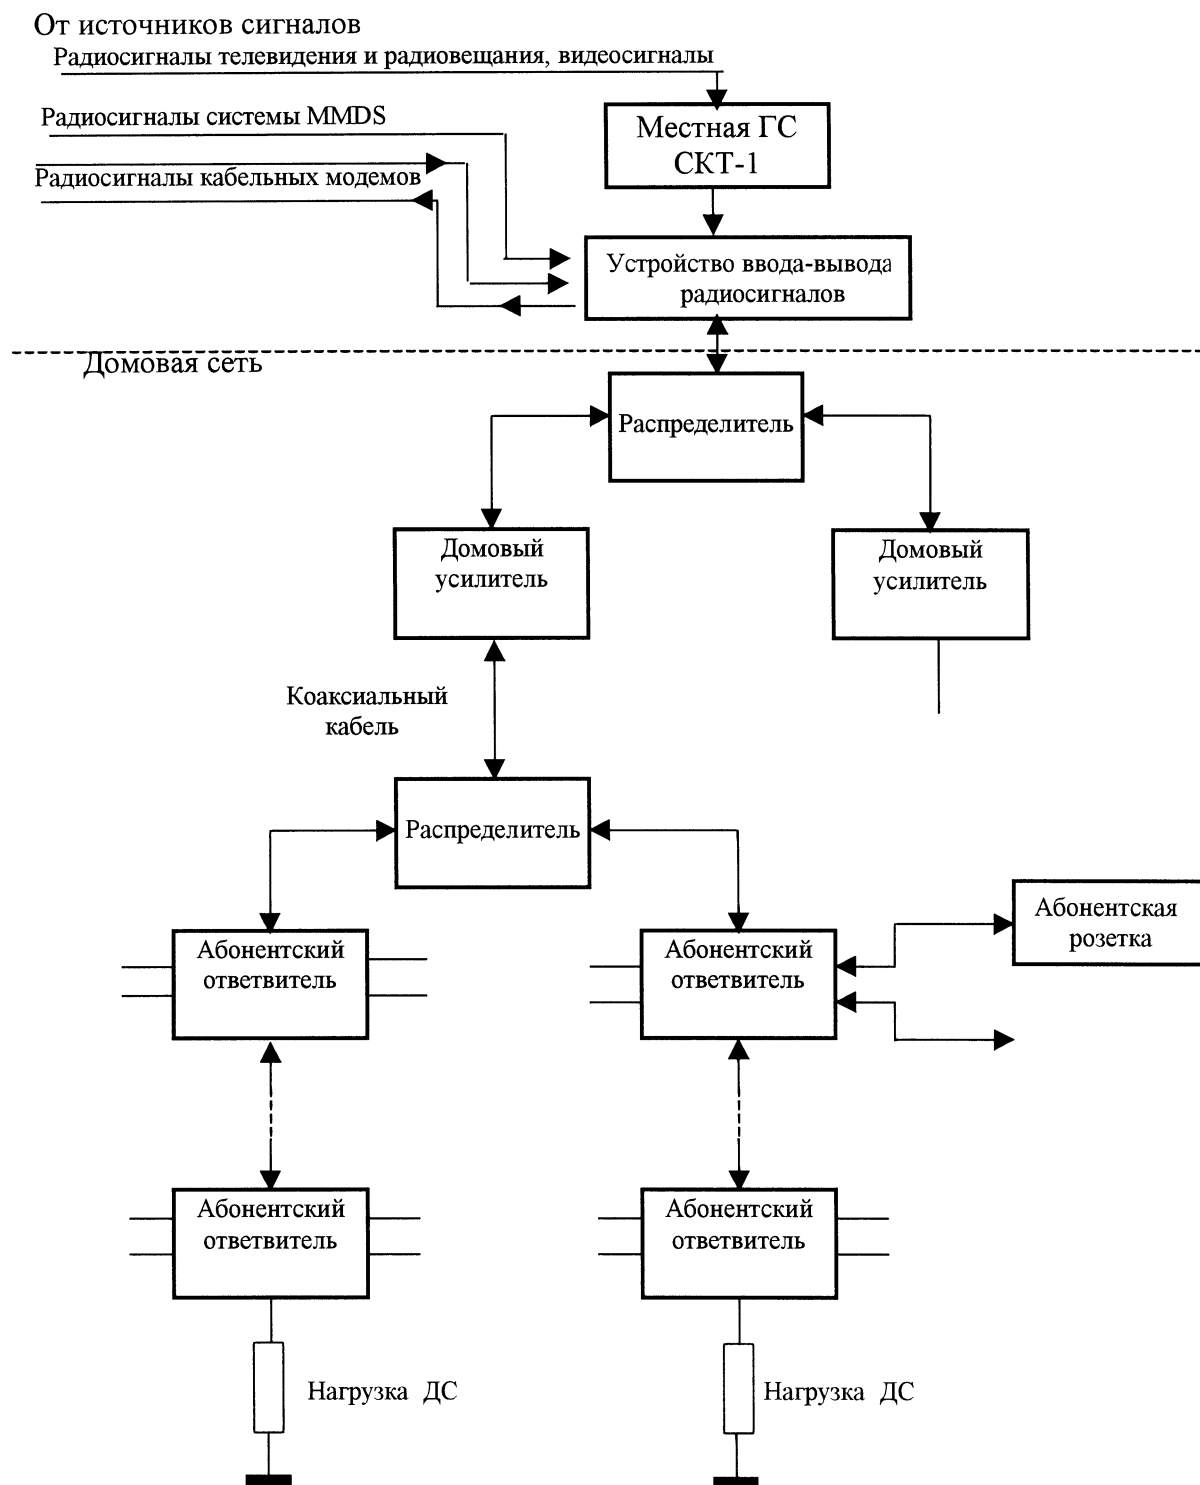 От источников сигналов
Радиосигналы телевидения и радиовещания, видеосигналы
Радиосигналы системы MMDS
Местная ГС
СКТ-1
Радиосигналы кабельных модемов
Устройство ввода-вывода
радиосигналов
Домовая сеть
Распределитель
Домовый
усилитель
Домовый
усилитель
Коаксиальный
кабель
Распределитель
Абонентская
розетка
Абонентский
ответвитель
Абонентский
ответвитель
Абонентский
ответвитель
Абонентский
ответвитель
Нагрузка ДС
Нагрузка ДС